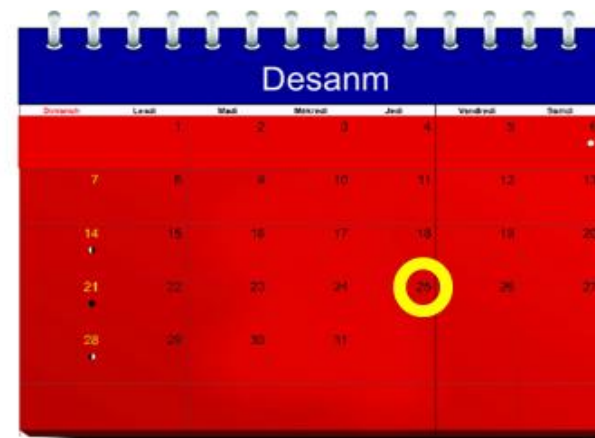 Desanm
Dimanch Lendi Madi Mèkredi Jedi Vandredi Samdi
1 2 3 4 5 6
7 8 9 10 11 12 13
14 15 16 17 18 19 20
21 22 23 24 25 26 27
28 29 30 31